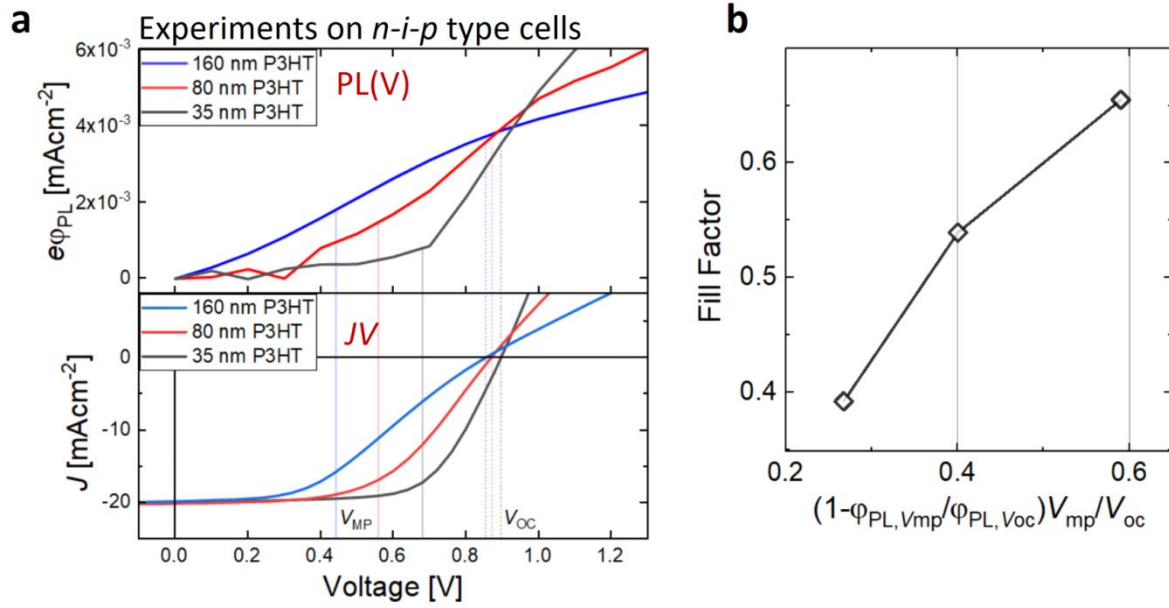 a
Experiments on n-i-p type cells
6x10⁻³
4x10⁻³
2x10⁻³
0
eφPL [mAcm⁻²]
160 nm P3HT
80 nm P3HT
35 nm P3HT
PL(V)
0
-10
-20
J [mAcm⁻²]
160 nm P3HT
80 nm P3HT
35 nm P3HT
JV
VMP
VOC
0.0 0.2 0.4 0.6 0.8 1.0 1.2
Voltage [V]
b
Fill Factor
0.6
0.5
0.4
0.2 0.4 0.6
(1-φPL,Vmp/φPL,Voc)Vmp/Voc